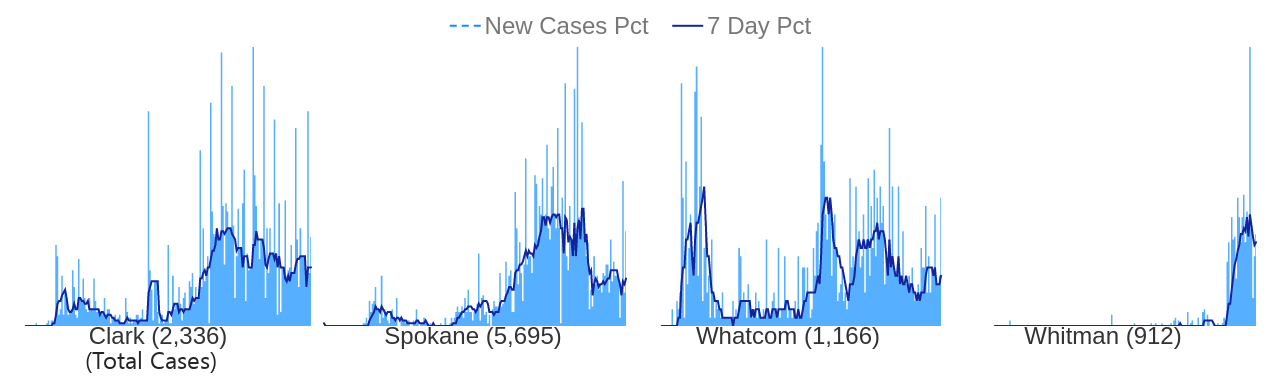 New Cases Pct 7 Day Pct
Clark (2,336) Spokane (5,695) Whatcom (1,166) Whitman (912)
(Total Cases)